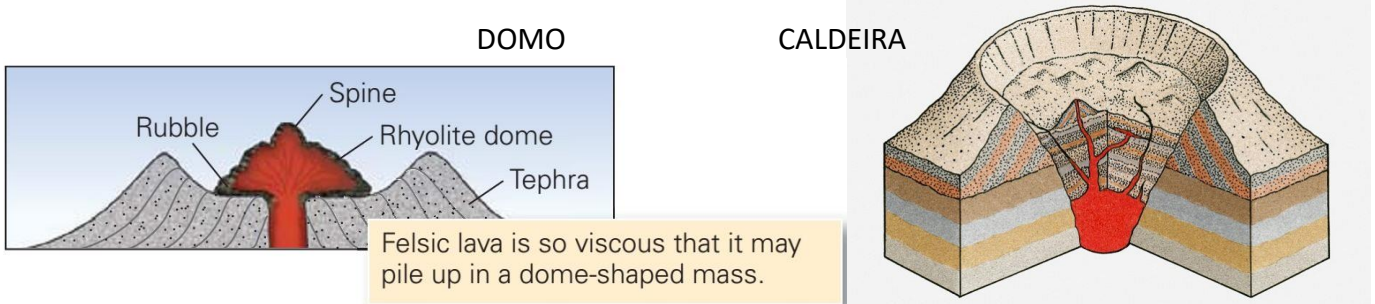 DOMO
CALDEIRA
Spine
Rubble
Rhyolite dome
Tephra
Felsic lava is so viscous that it may
pile up in a dome-shaped mass.